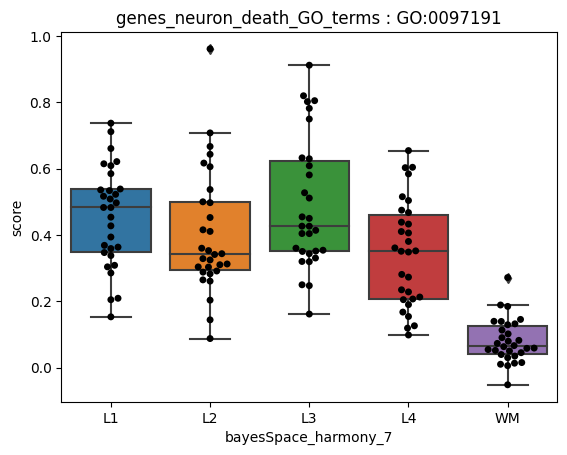 genes_neuron_death_GO_terms : GO:0097191
1.0
0.8
0.6
0.4
0.2
0.0
score
L1 L2 L3 L4 WM
bayesSpace_harmony_7